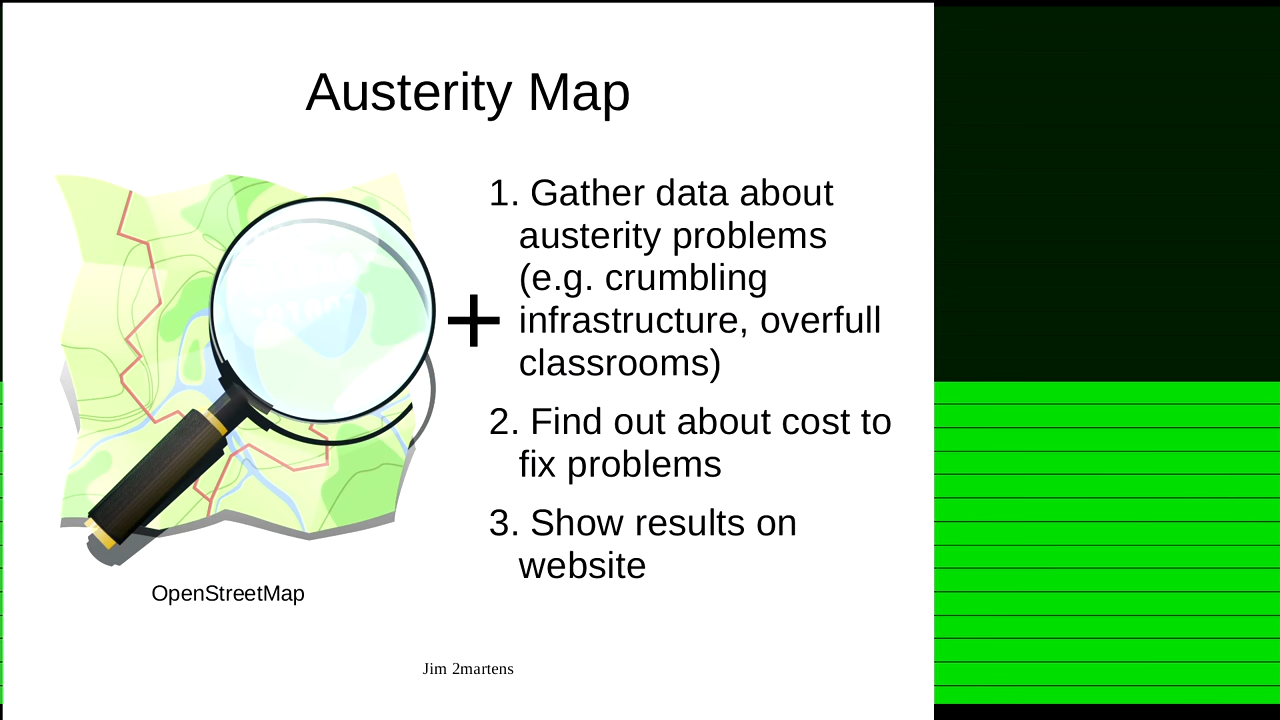 Austerity Map
1. Gather data about
austerity problems
(e.g. crumbling
infrastructure, overfull
classrooms)
+
2. Find out about cost to
fix problems
3. Show results on
website
OpenStreetMap
Jim 2martens